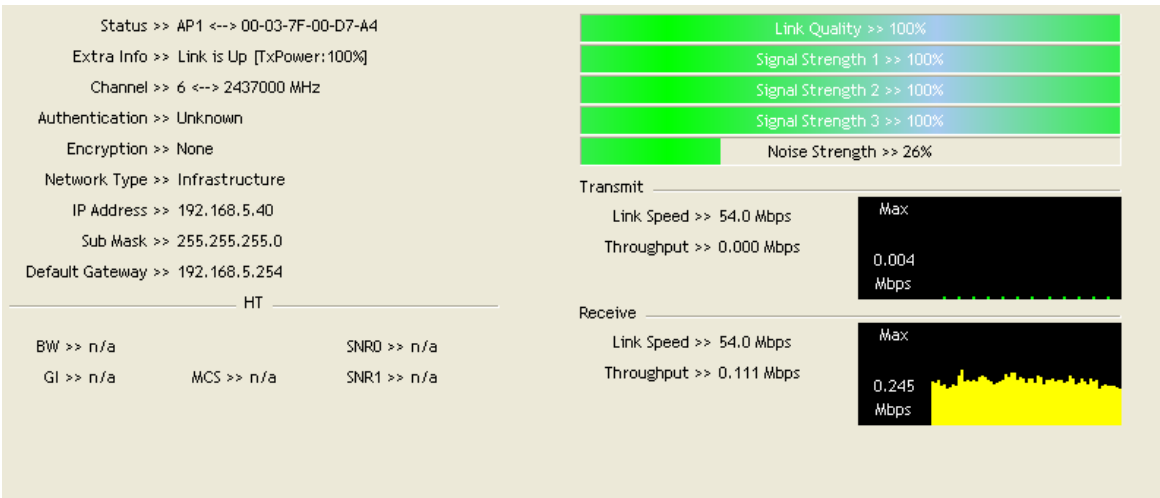 Status >> AP1 <--> 00-03-7F-00-D7-A4
Extra Info >> Link is Up [TxPower:100%]
Channel >> 6 <--> 2437000 MHz
Authentication >> Unknown
Encryption >> None
Network Type >> Infrastructure
IP Address >> 192.168.5.40
Sub Mask >> 255.255.255.0
Default Gateway >> 192.168.5.254
HT
BW >> n/a
SNR0 >> n/a
GI >> n/a
MCS >> n/a
SNR1 >> n/a
Link Quality >> 100%
Signal Strength 1 >> 100%
Signal Strength 2 >> 100%
Signal Strength 3 >> 100%
Noise Strength >> 26%
Transmit
Link Speed >> 54.0 Mbps
Throughput >> 0.000 Mbps
Max
0.004
Mbps
Receive
Link Speed >> 54.0 Mbps
Throughput >> 0.111 Mbps
Max
0.245
Mbps